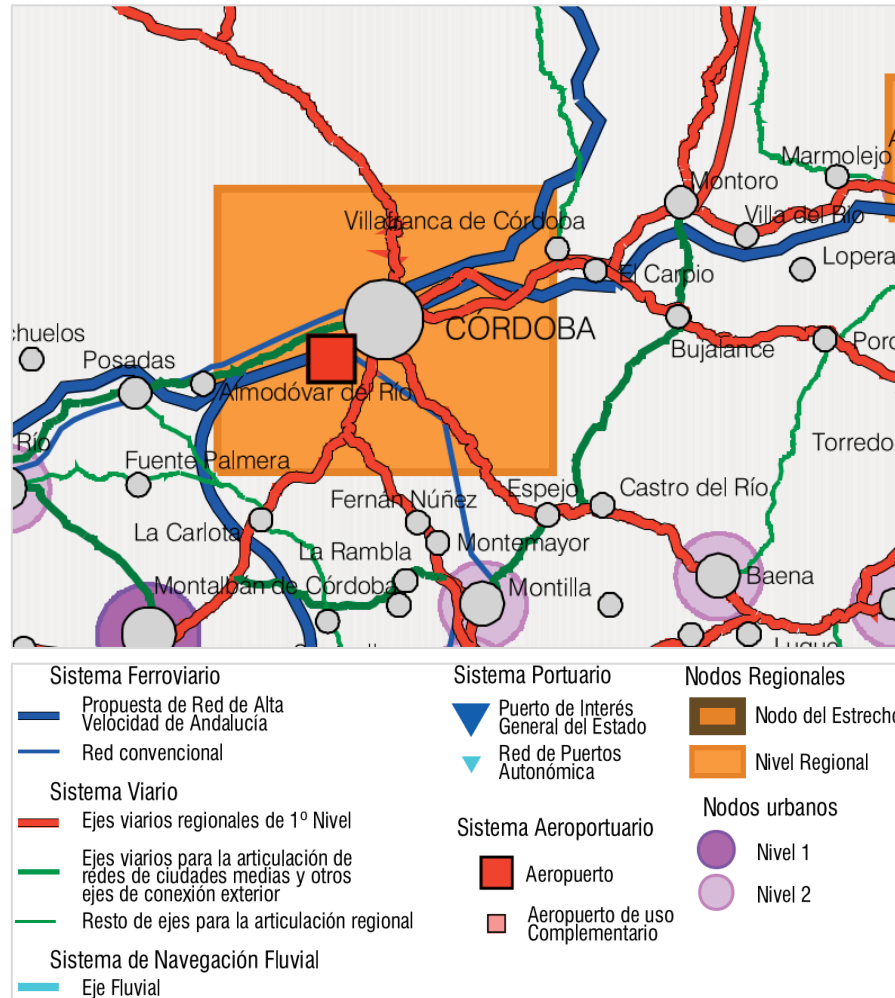 Marmolejo
Montoro
Villafranca de Córdoba
Villa del Río
Lopera
El Carpio
CÓRDOBA
chuelos
Posadas
Bujalance
Porc
Almodóvar del Río
Río
Torredo
Fuente Palmera
Fernán Núñez
Espejo
Castro del Río
La Carlota
La Rambla
Montemayor
Montalbán de Córdoba
Montilla
Baena
Luque
Sistema Ferroviario
Propuesta de Red de Alta
Velocidad de Andalucía
Red convencional
Sistema Viario
Ejes viarios regionales de 1º Nivel
Ejes viarios para la articulación de
redes de ciudades medias y otros
ejes de conexión exterior
Resto de ejes para la articulación regional
Sistema de Navegación Fluvial
Eje Fluvial
Sistema Portuario
Puerto de Interés
General del Estado
Red de Puertos
Autonómica
Sistema Aeroportuario
Aeropuerto
Aeropuerto de uso
Complementario
Nodos Regionales
Nodo del Estrecho
Nivel Regional
Nodos urbanos
Nivel 1
Nivel 2